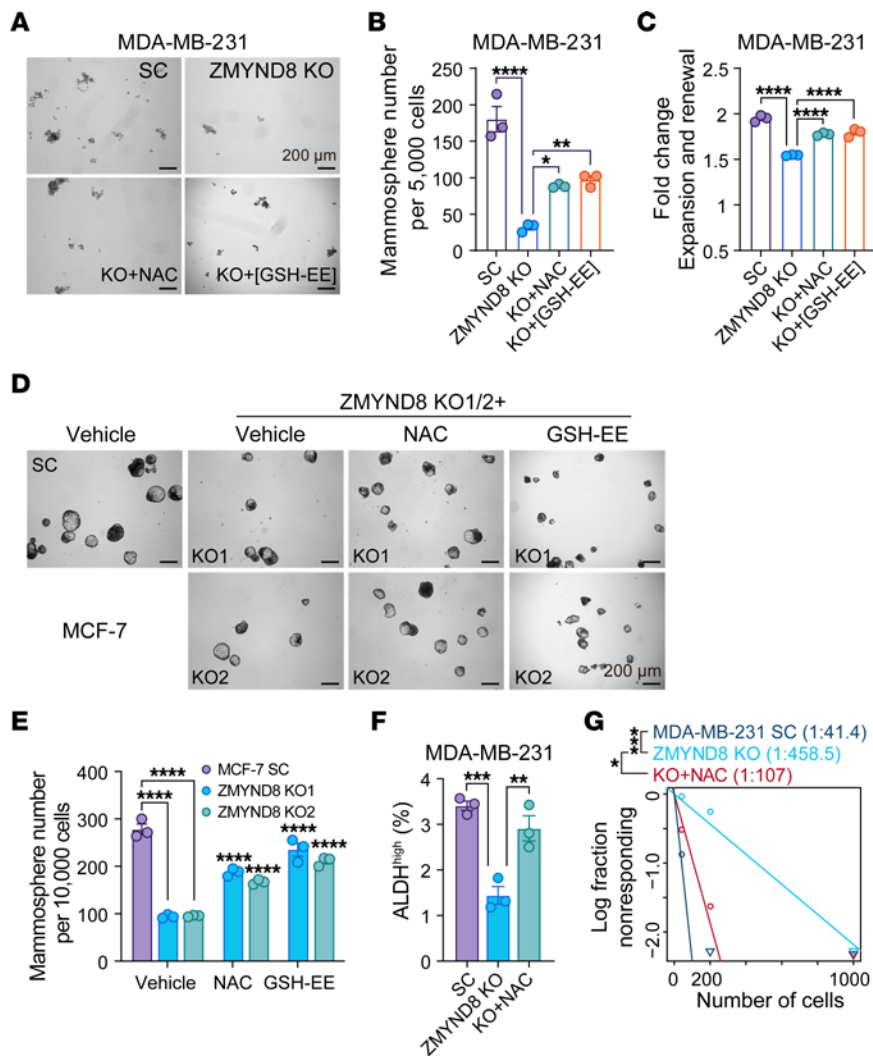 A
MDA-MB-231
SC
ZMYND8 KO
200 µm
KO+NAC
KO+[GSH-EE]
B
MDA-MB-231
Mammosphere number
per 5,000 cells
250
200
150
100
50
0
****
**
*
SC
ZMYND8 KO
KO+NAC
KO+[GSH-EE]
C
MDA-MB-231
Fold change
Expansion and renewal
2.5
2
1.5
1
0.5
****
****
****
SC
ZMYND8 KO
KO+NAC
KO+[GSH-EE]
D
ZMYND8 KO1/2+
Vehicle
Vehicle
NAC
GSH-EE
SC
KO1
KO1
KO1
MCF-7
KO2
KO2
200 µm
KO2
E
Mammosphere number
per 10,000 cells
400
300
200
100
0
MCF-7 SC
ZMYND8 KO1
ZMYND8 KO2
****
****
****
****
****
****
Vehicle
NAC
GSH-EE
F
MDA-MB-231
ALDHhigh (%)
4
3
2
1
0
***
**
SC
ZMYND8 KO
KO+NAC
G
MDA-MB-231 SC (1:41.4)
ZMYND8 KO (1:458.5)
KO+NAC (1:107)
***
*
Log fraction
nonresponding
0
-1.0
-2.0
0
200
1000
Number of cells